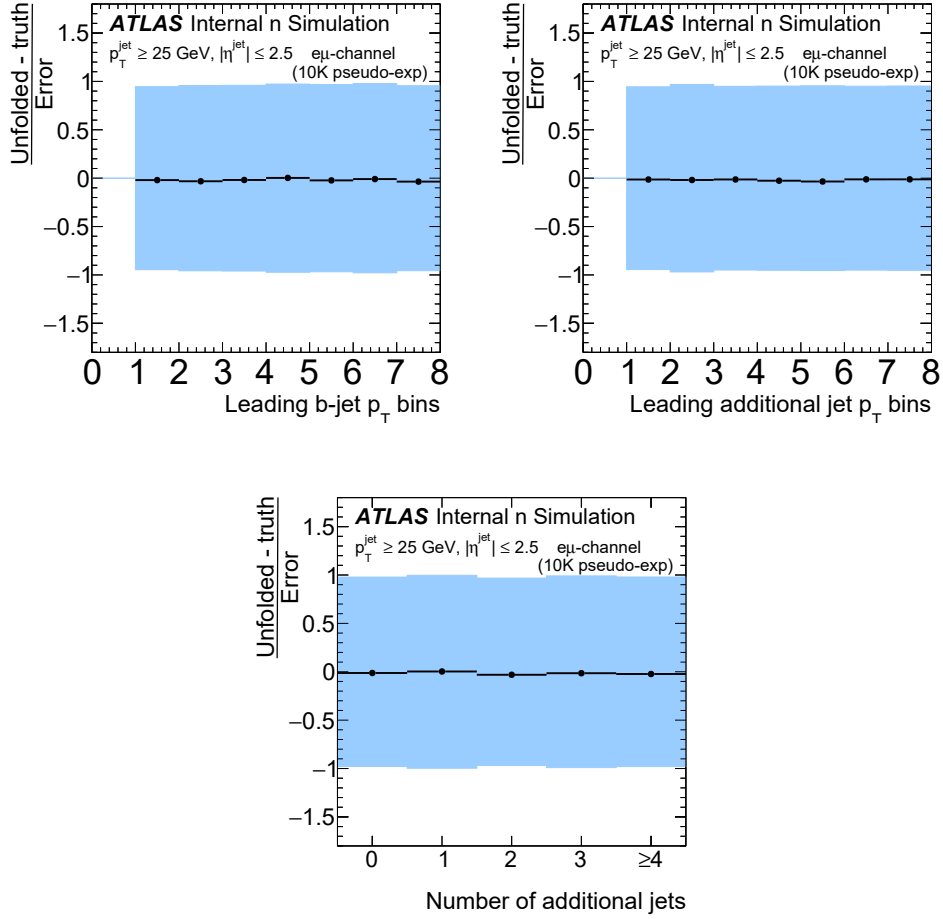 ATLAS Internal n Simulation
p_T^jet ≥ 25 GeV, |η^jet| ≤ 2.5 eμ-channel
(10K pseudo-exp)
Unfolded - truth
Error
1.5
1
0.5
0
−0.5
−1
−1.5
0 1 2 3 4 5 6 7 8
Leading b-jet p_T bins
ATLAS Internal n Simulation
p_T^jet ≥ 25 GeV, |η^jet| ≤ 2.5 eμ-channel
(10K pseudo-exp)
Unfolded - truth
Error
1.5
1
0.5
0
−0.5
−1
−1.5
0 1 2 3 4 5 6 7 8
Leading additional jet p_T bins
ATLAS Internal n Simulation
p_T^jet ≥ 25 GeV, |η^jet| ≤ 2.5 eμ-channel
(10K pseudo-exp)
Unfolded - truth
Error
1.5
1
0.5
0
−0.5
−1
−1.5
0 1 2 3 ≥4
Number of additional jets